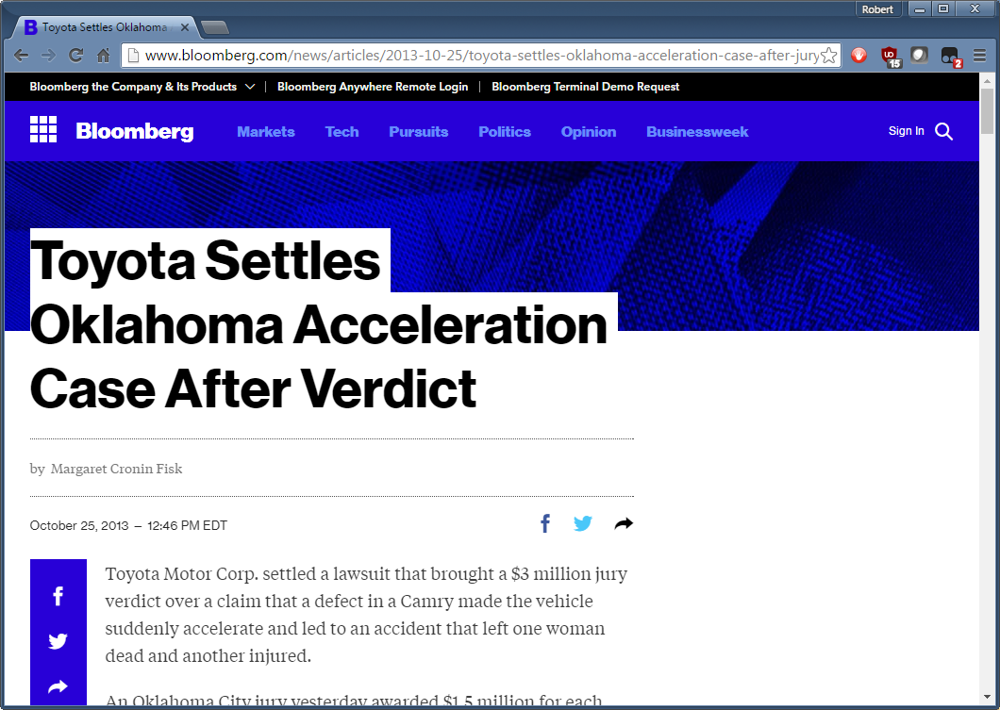 Robert
Toyota Settles Oklahoma
www.bloomberg.com/news/articles/2013-10-25/toyota-settles-oklahoma-acceleration-case-after-jury
UD
15
2
Bloomberg the Company & Its Products
Bloomberg Anywhere Remote Login
Bloomberg Terminal Demo Request
Bloomberg
Markets
Tech
Pursuits
Politics
Opinion
Businessweek
Sign In
Toyota Settles
Oklahoma Acceleration
Case After Verdict
by Margaret Cronin Fisk
October 25, 2013 – 12:46 PM EDT
Toyota Motor Corp. settled a lawsuit that brought a $3 million jury
verdict over a claim that a defect in a Camry made the vehicle
suddenly accelerate and led to an accident that left one woman
dead and another injured.
An Oklahoma City jury yesterday awarded $1.5 million for each